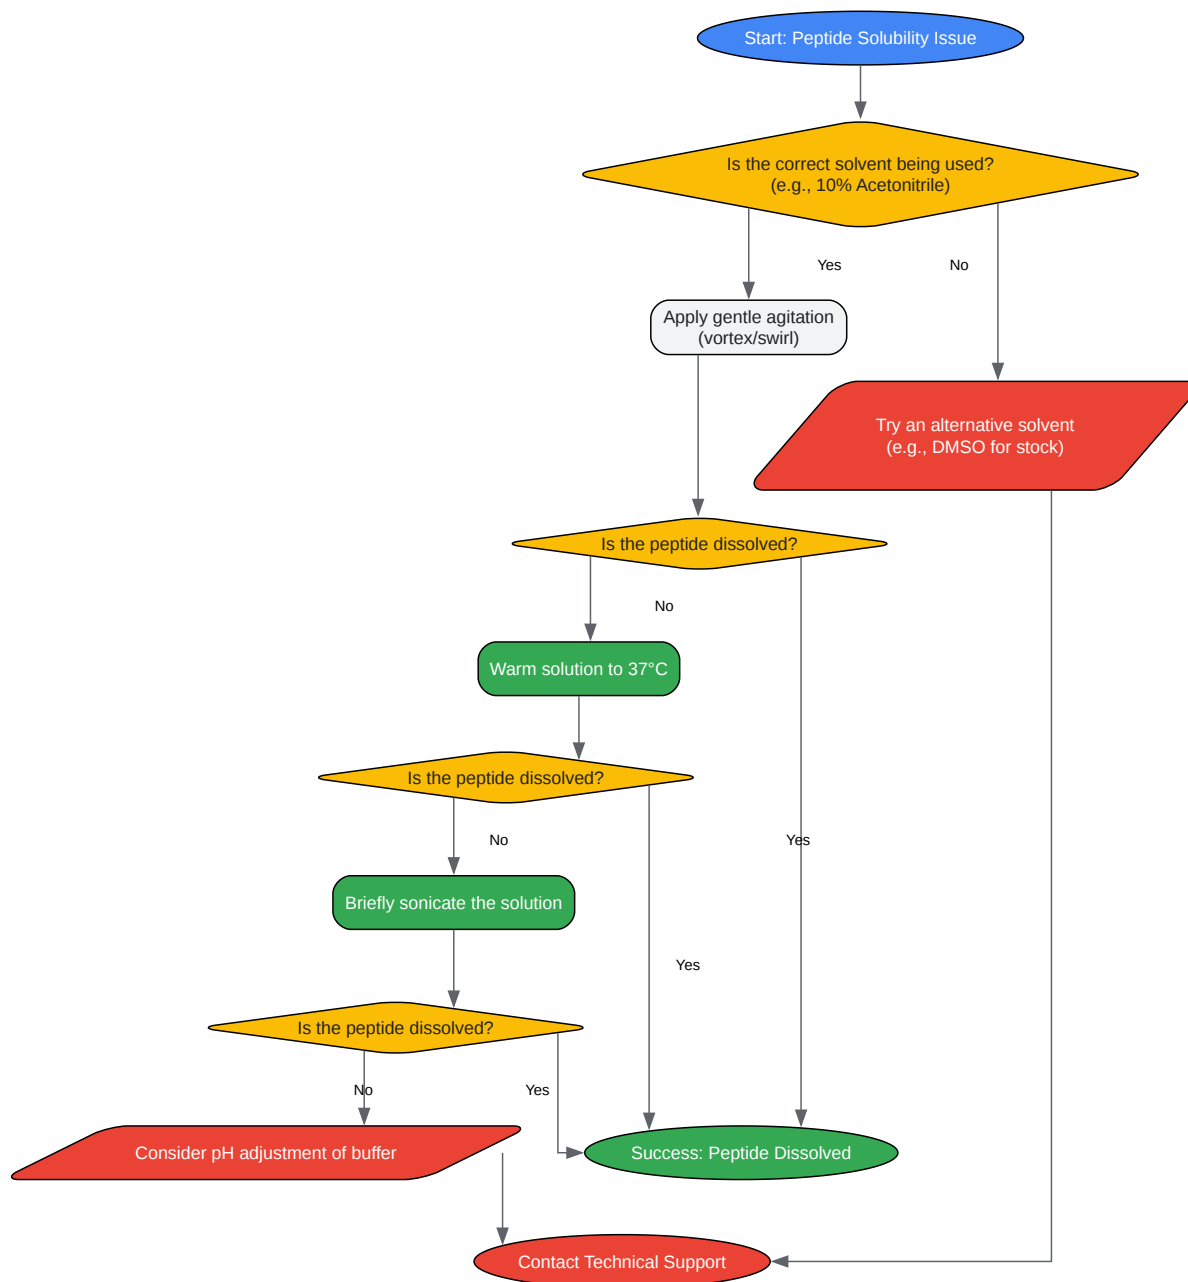 Start: Peptide Solubility Issue
Is the correct solvent being used?
(e.g., 10% Acetonitrile)
Yes
No
Apply gentle agitation
(vortex/swirl)
Try an alternative solvent
(e.g., DMSO for stock)
Is the peptide dissolved?
No
Warm solution to 37°C
Is the peptide dissolved?
No
Yes
Briefly sonicate the solution
Yes
Is the peptide dissolved?
No
Yes
Consider pH adjustment of buffer
Success: Peptide Dissolved
Contact Technical Support